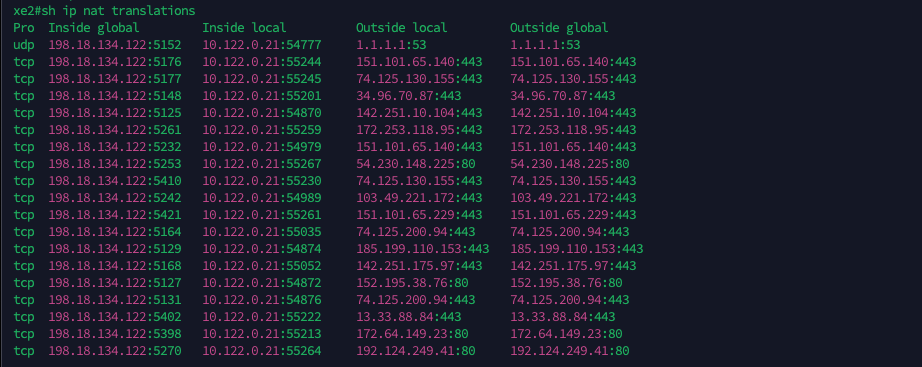 xe2#sh ip nat translations
Pro  Inside global         Inside local          Outside local         Outside global
udp  198.18.134.122:5152   10.122.0.21:54777     1.1.1.1:53            1.1.1.1:53
tcp  198.18.134.122:5176   10.122.0.21:55244     151.101.65.140:443    151.101.65.140:443
tcp  198.18.134.122:5177   10.122.0.21:55245     74.125.130.155:443    74.125.130.155:443
tcp  198.18.134.122:5148   10.122.0.21:55201     34.96.70.87:443       34.96.70.87:443
tcp  198.18.134.122:5125   10.122.0.21:54870     142.251.10.104:443    142.251.10.104:443
tcp  198.18.134.122:5261   10.122.0.21:55259     172.253.118.95:443    172.253.118.95:443
tcp  198.18.134.122:5232   10.122.0.21:54979     151.101.65.140:443    151.101.65.140:443
tcp  198.18.134.122:5253   10.122.0.21:55267     54.230.148.225:80     54.230.148.225:80
tcp  198.18.134.122:5410   10.122.0.21:55230     74.125.130.155:443    74.125.130.155:443
tcp  198.18.134.122:5242   10.122.0.21:54989     103.49.221.172:443    103.49.221.172:443
tcp  198.18.134.122:5421   10.122.0.21:55261     151.101.65.229:443    151.101.65.229:443
tcp  198.18.134.122:5164   10.122.0.21:55035     74.125.200.94:443     74.125.200.94:443
tcp  198.18.134.122:5129   10.122.0.21:54874     185.199.110.153:443   185.199.110.153:443
tcp  198.18.134.122:5168   10.122.0.21:55052     142.251.175.97:443    142.251.175.97:443
tcp  198.18.134.122:5127   10.122.0.21:54872     152.195.38.76:80      152.195.38.76:80
tcp  198.18.134.122:5131   10.122.0.21:54876     74.125.200.94:443     74.125.200.94:443
tcp  198.18.134.122:5402   10.122.0.21:55222     13.33.88.84:443       13.33.88.84:443
tcp  198.18.134.122:5398   10.122.0.21:55213     172.64.149.23:80      172.64.149.23:80
tcp  198.18.134.122:5270   10.122.0.21:55264     192.124.249.41:80     192.124.249.41:80